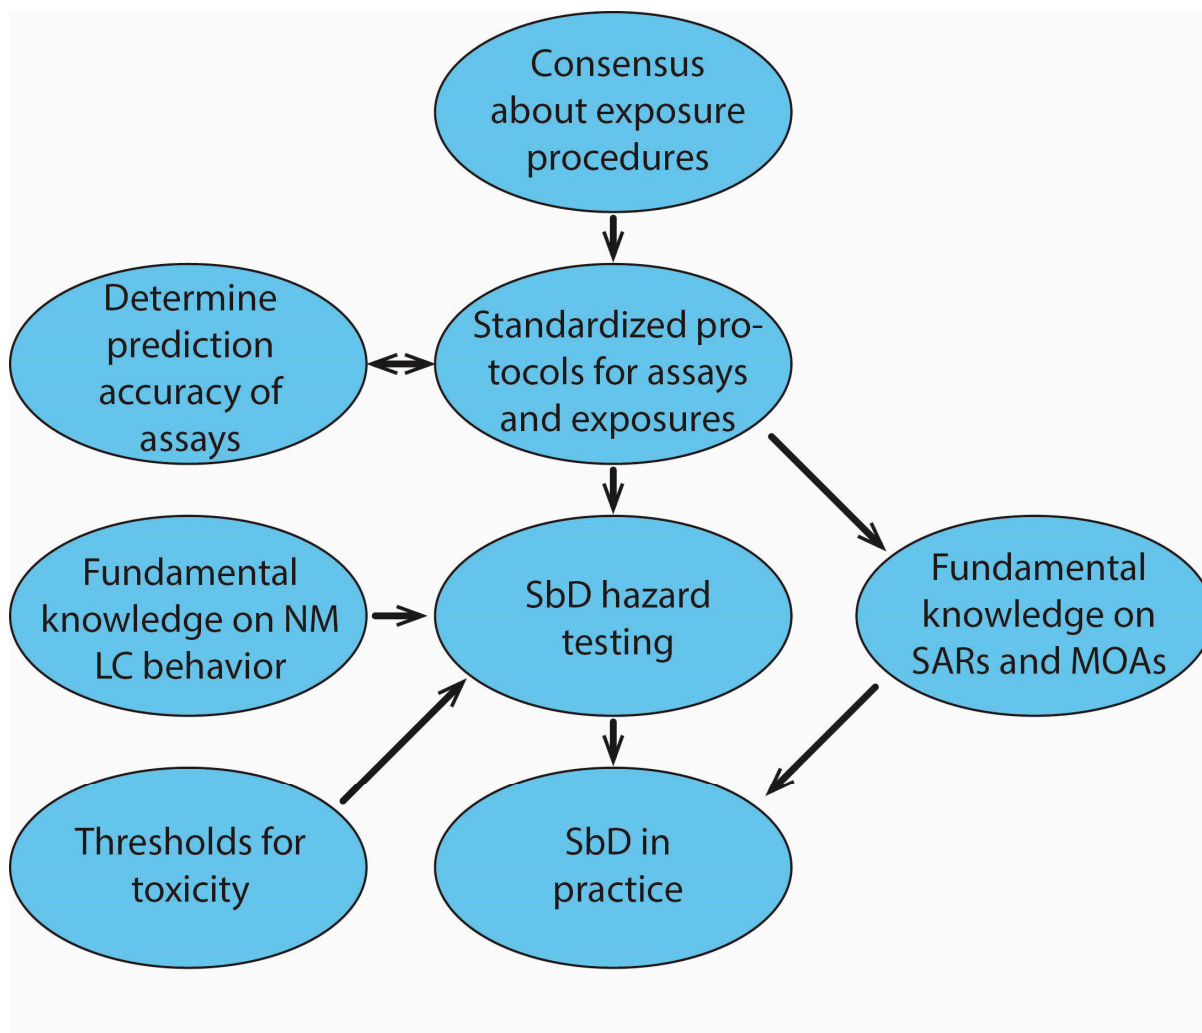 Consensus
about exposure
procedures
Determine
prediction
accuracy of
assays
Standardized pro-
tocols for assays
and exposures
Fundamental
knowledge on NM
LC behavior
SbD hazard
testing
Fundamental
knowledge on
SARs and MOAs
Thresholds for
toxicity
SbD in
practice